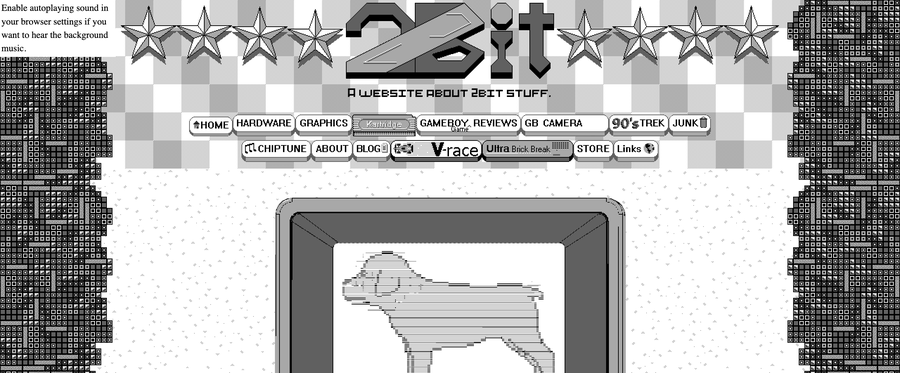 Enable autoplaying sound in
your browser settings if you
want to hear the background
music.
2Bit
A WEBSITE ABOUT 2BIT STUFF.
HOME HARDWARE GRAPHICS Kartridge GAMEBOY REVIEWS GB CAMERA 90's TREK JUNK
Game
CHIPTUNE ABOUT BLOG V-race Ultra Brick Break STORE Links